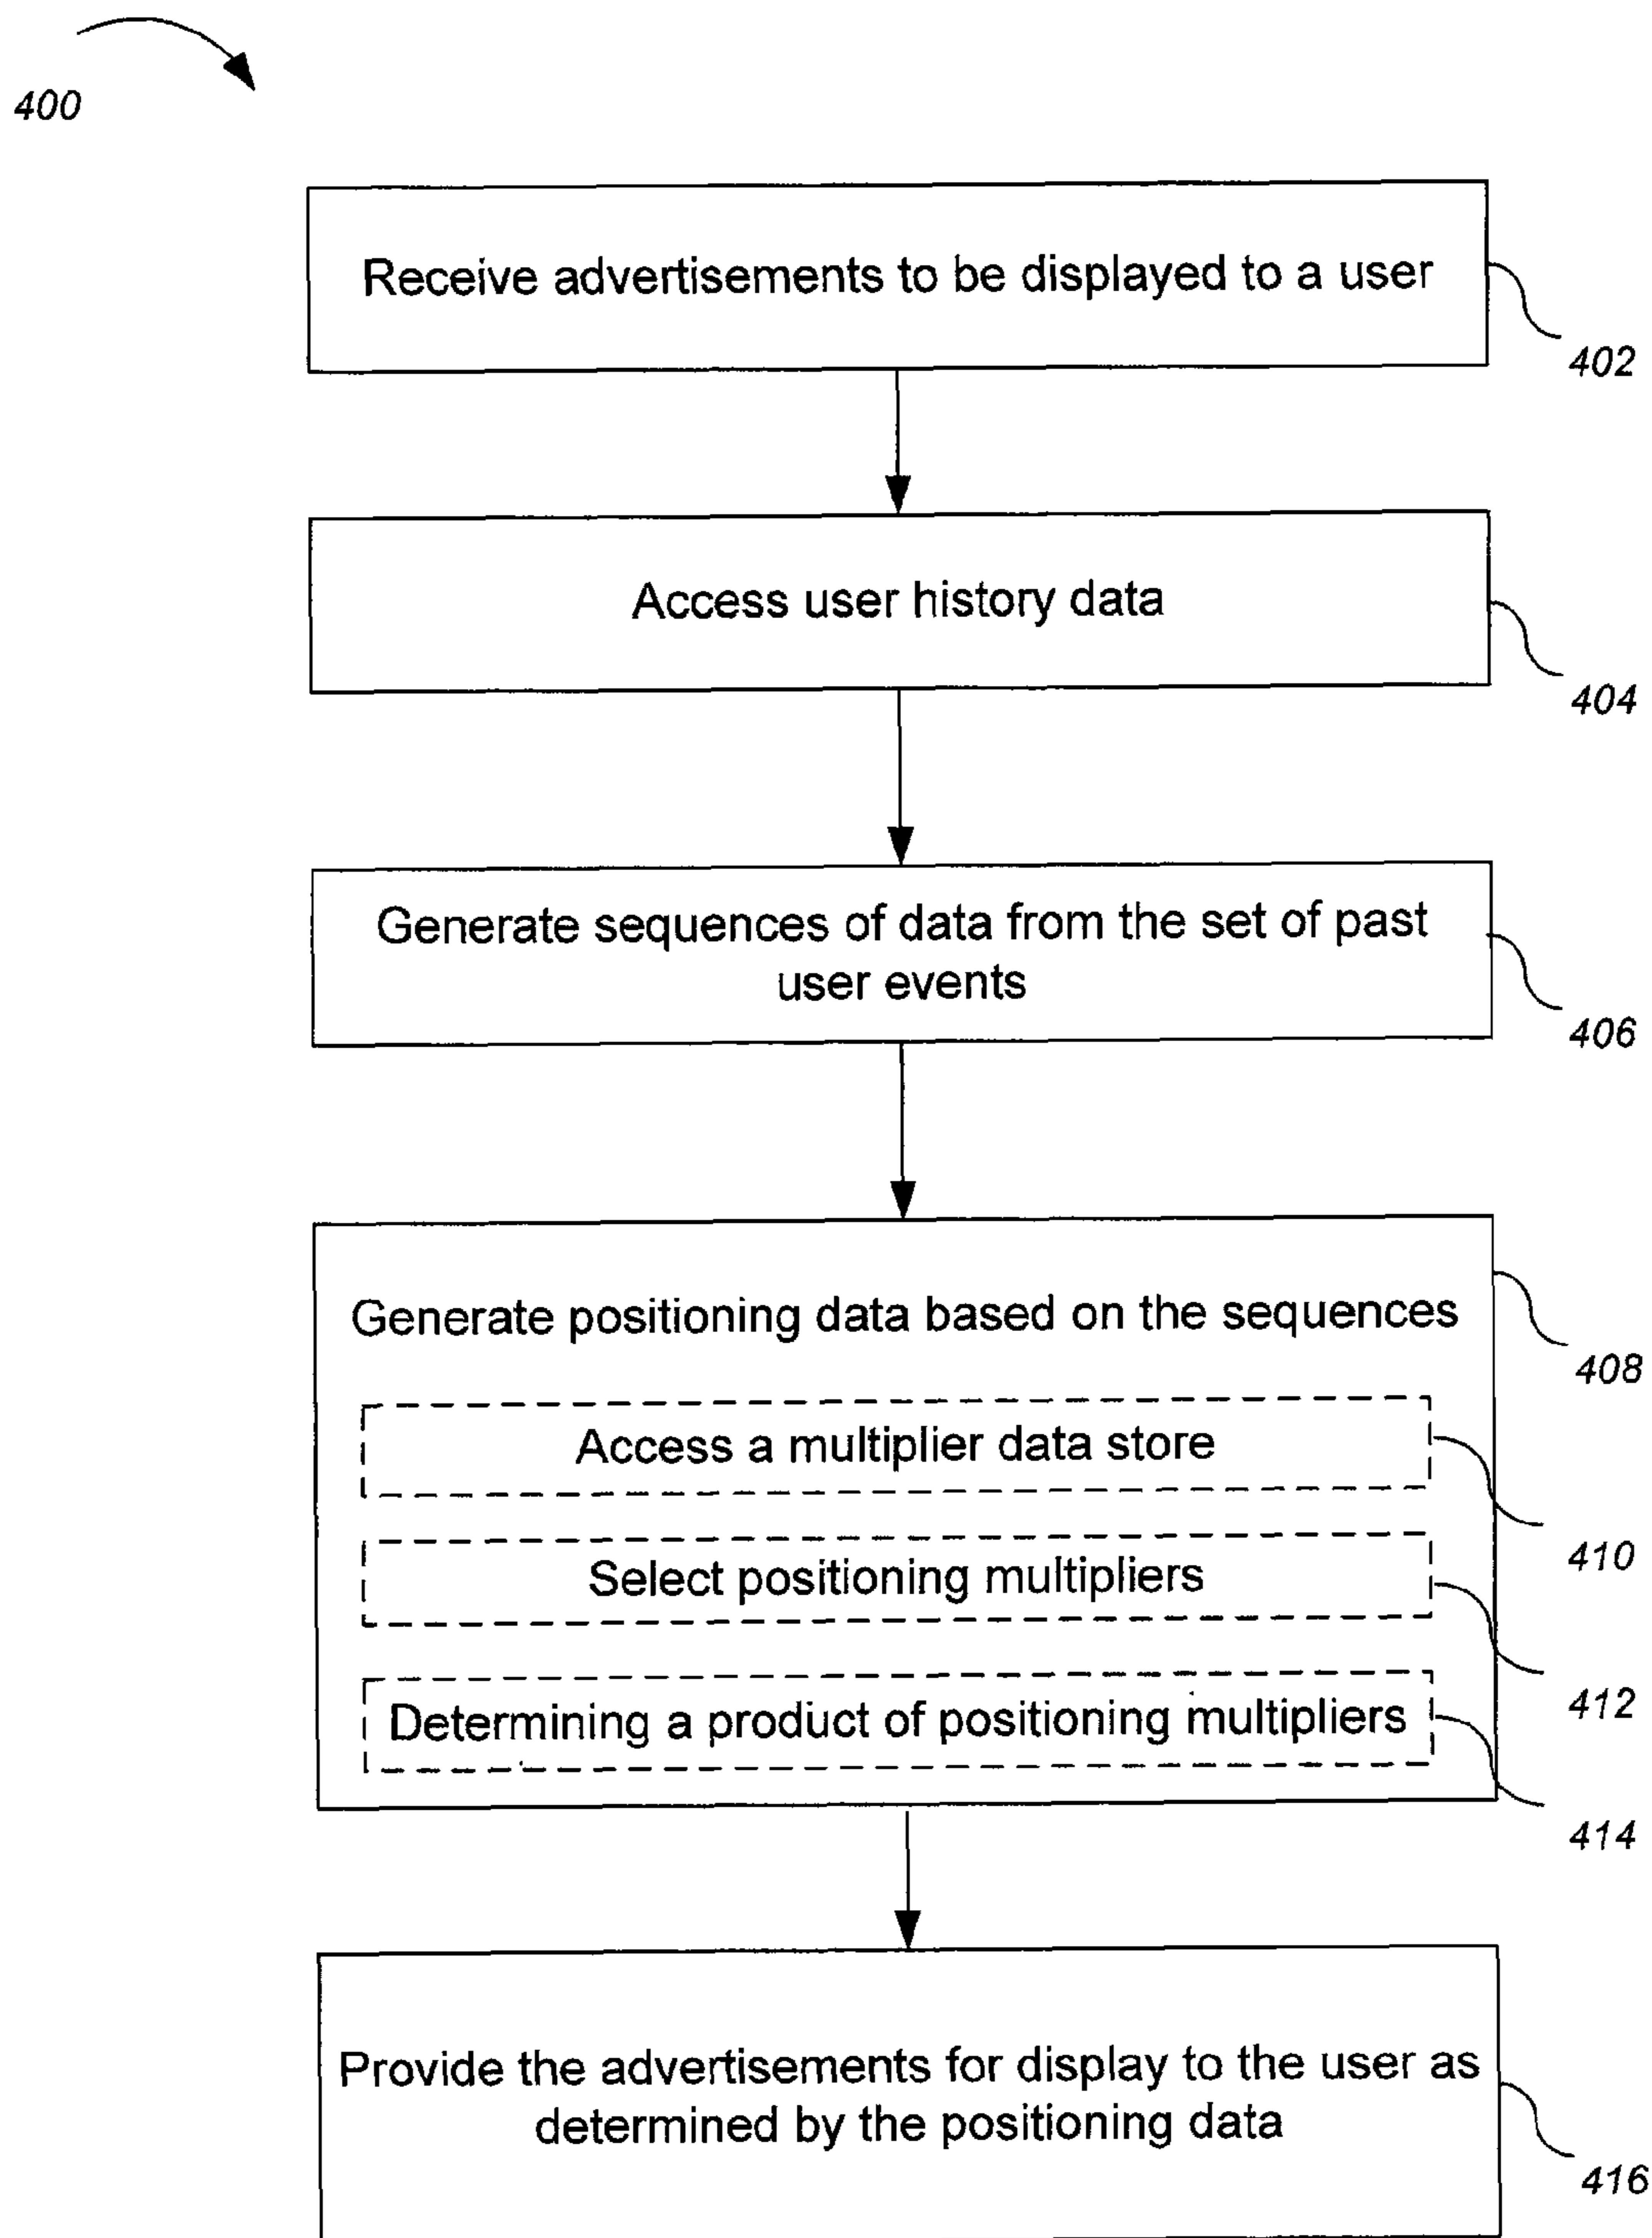 400
Receive advertisements to be displayed to a user
402
Access user history data
404
Generate sequences of data from the set of past
user events
406
Generate positioning data based on the sequences
408
Access a multiplier data store
410
Select positioning multipliers
412
Determining a product of positioning multipliers
414
Provide the advertisements for display to the user as
determined by the positioning data
416